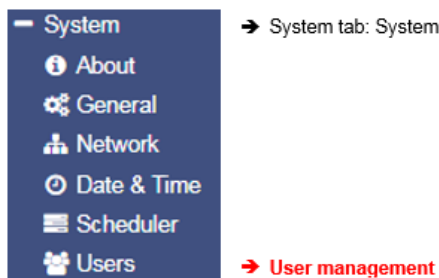 System ➔ System tab: System
About
General
Network
Date & Time
Scheduler
Users ➔ User management